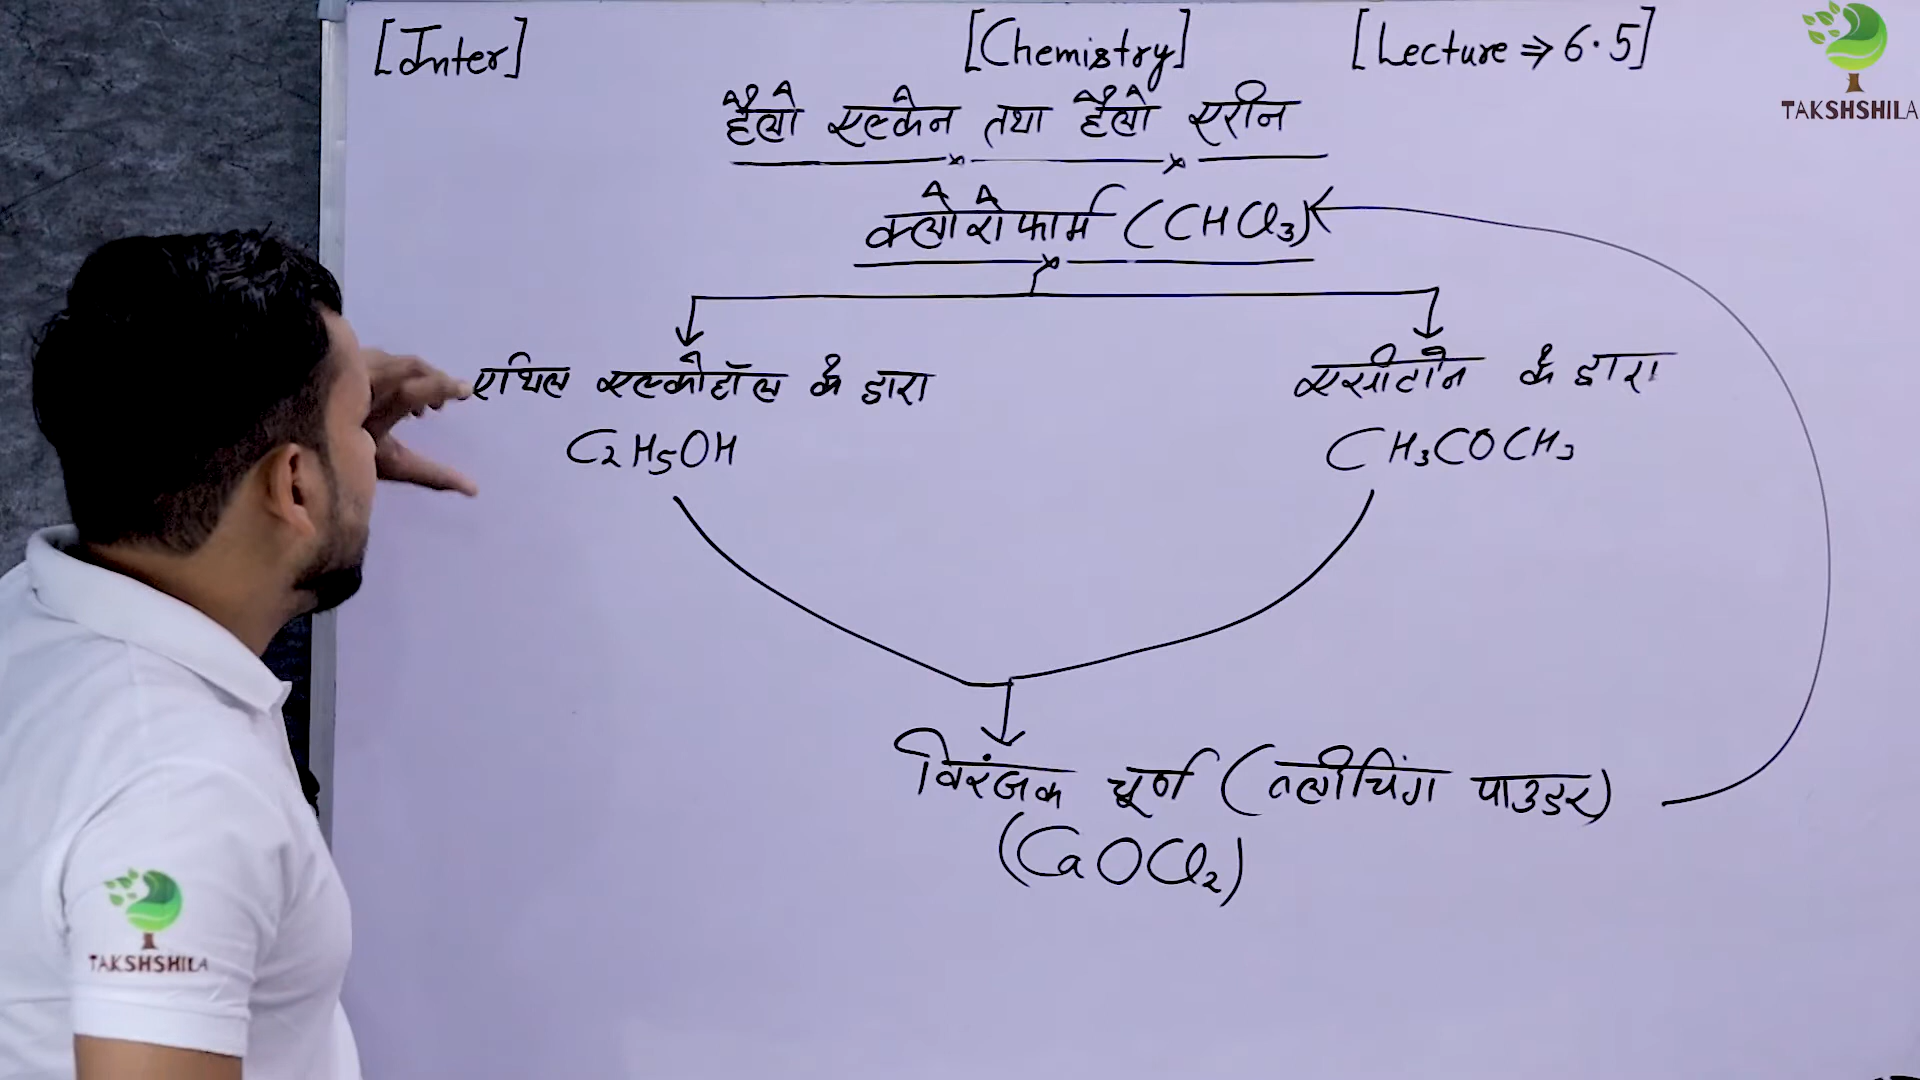 [Inter] [Chemistry] [Lecture ⇒ 6.5]
TAKSHSHILA
हैलो एल्केन तथा हैलो एरीन
क्लोरोफार्म (CHCl₃)
एथिल एल्कोहॉल के द्वारा
एसीटोन के द्वारा
C₂H₅OH
CH₃COCH₃
विरंजक चूर्ण (ब्लीचिंग पाउडर)
(CaOCl₂)
TAKSHSHILA